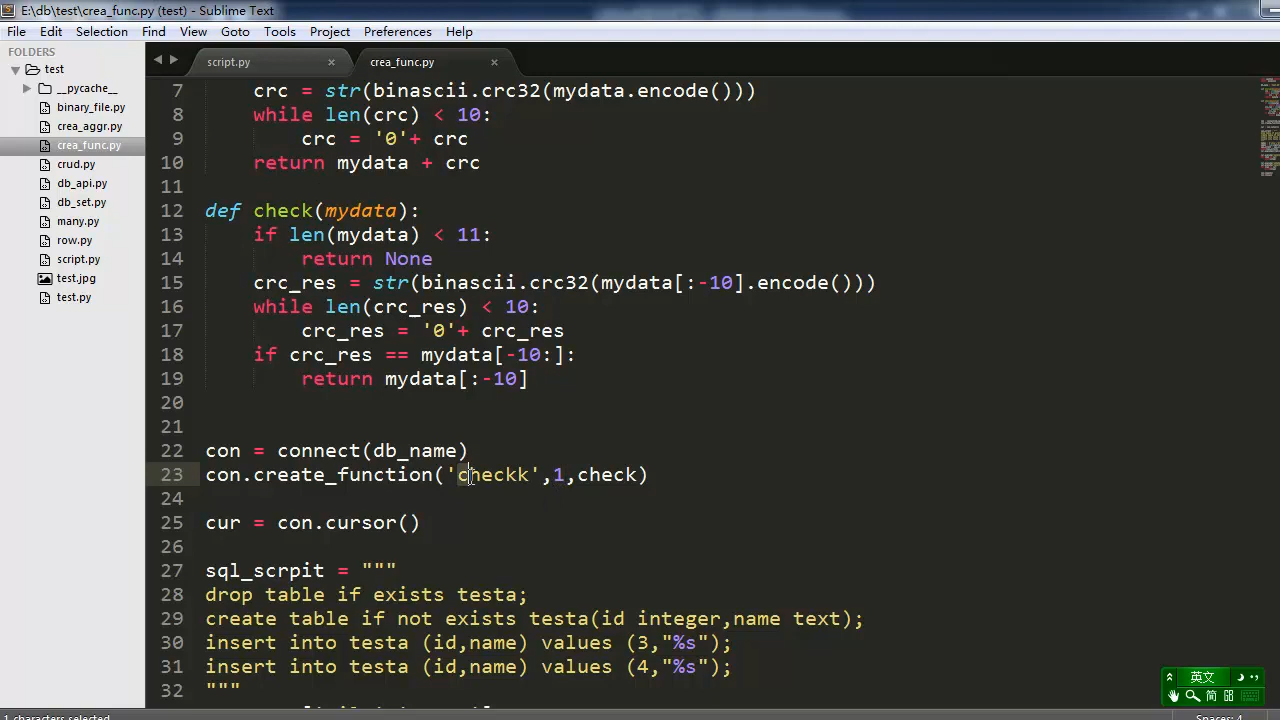 E:\db\test\crea_func.py (test) - Sublime Text
File Edit Selection Find View Goto Tools Project Preferences Help
FOLDERS
test
__pycache__
binary_file.py
crea_aggr.py
crea_func.py
crud.py
db_api.py
db_set.py
many.py
row.py
script.py
test.jpg
test.py
script.py × crea_func.py ×
7 crc = str(binascii.crc32(mydata.encode()))
8 while len(crc) < 10:
9 crc = '0'+ crc
10 return mydata + crc
11
12 def check(mydata):
13 if len(mydata) < 11:
14 return None
15 crc_res = str(binascii.crc32(mydata[:-10].encode()))
16 while len(crc_res) < 10:
17 crc_res = '0'+ crc_res
18 if crc_res == mydata[-10:]:
19 return mydata[:-10]
20
21
22 con = connect(db_name)
23 con.create_function('checkk',1,check)
24
25 cur = con.cursor()
26
27 sql_scrpit = """
28 drop table if exists testa;
29 create table if not exists testa(id integer,name text);
30 insert into testa (id,name) values (3,"%s");
31 insert into testa (id,name) values (4,"%s");
32 """
英文
简
1 characters selected
Spaces: 4